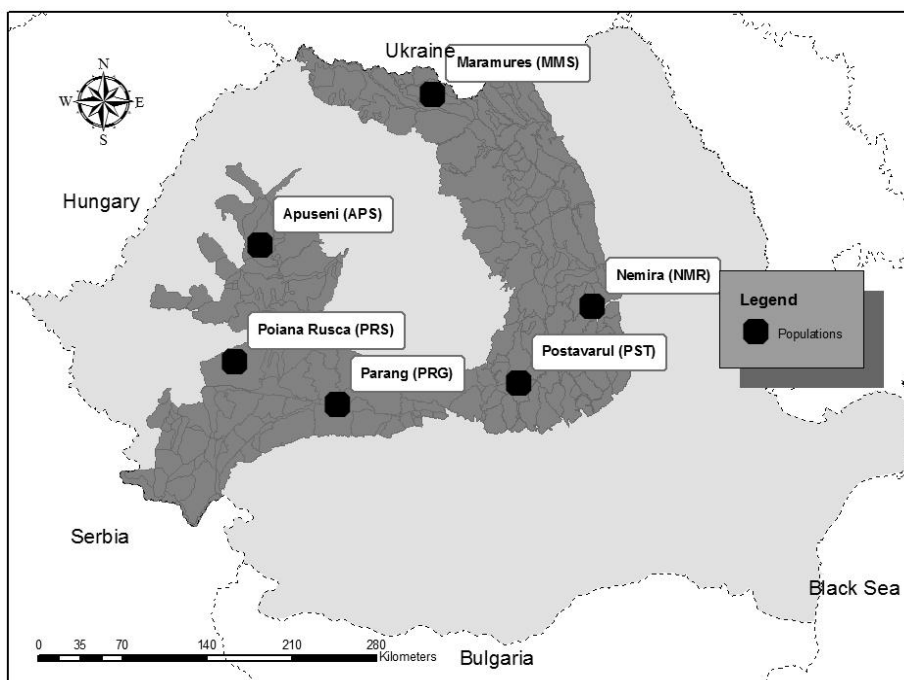 Ukraine
Maramures (MMS)
N
W E
S
Hungary
Apuseni (APS)
Nemira (NMR)
Legend
Populations
Poiana Rusca (PRS)
Postavarul (PST)
Parang (PRG)
Serbia
Black Sea
0 35 70 140 210 280
Kilometers
Bulgaria